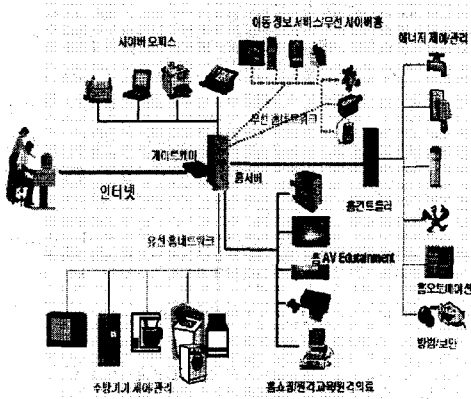 이동 정보 서비스/무선 사이버홈
사이버 오피스
에너지 제어/관리
무선 홈네트워크
게이트웨이
홈서버
인터넷
홈컨트롤러
유선 홈네트워크
홈 AV Edutainment
홈오토메이션
방범/보안
수방기기 제어/관리
홈쇼핑/원격교육/원격의료